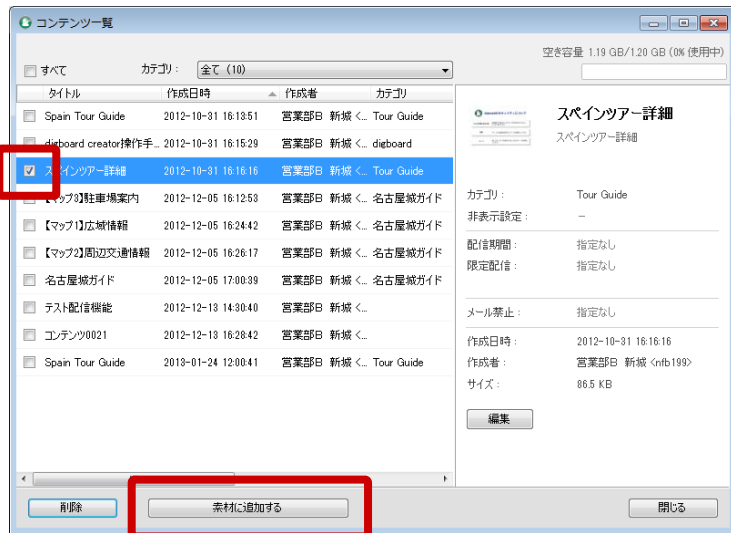 コンテンツ一覧
空き容量 1.19 GB/1.20 GB (0% 使用中)
すべて カテゴリ： 全て (10)
タイトル 作成日時 作成者 カテゴリ
Spain Tour Guide 2012-10-31 16:13:51 営業部B 新城 <... Tour Guide
digboard creator操作手... 2012-10-31 16:15:29 営業部B 新城 <... digboard
スペインツアー詳細 2012-10-31 16:16:16 営業部B 新城 <... Tour Guide
【マップ3】駐車場案内 2012-12-05 16:12:53 営業部B 新城 <... 名古屋城ガイド
【マップ1】広域情報 2012-12-05 16:24:42 営業部B 新城 <... 名古屋城ガイド
【マップ2】周辺交通情報 2012-12-05 16:26:17 営業部B 新城 <... 名古屋城ガイド
名古屋城ガイド 2012-12-05 17:00:39 営業部B 新城 <... 名古屋城ガイド
テスト配信機能 2012-12-13 14:30:40 営業部B 新城 <...
コンテンツ0021 2012-12-13 16:28:42 営業部B 新城 <...
Spain Tour Guide 2013-01-24 12:00:41 営業部B 新城 <... Tour Guide
スペインツアー詳細
スペインツアー詳細
カテゴリ： Tour Guide
非表示設定： －
配信期間： 指定なし
限定配信： 指定なし
メール禁止： 指定なし
作成日時： 2012-10-31 16:16:16
作成者： 営業部B 新城 <nfb199>
サイズ： 86.5 KB
編集
削除 素材に追加する 閉じる